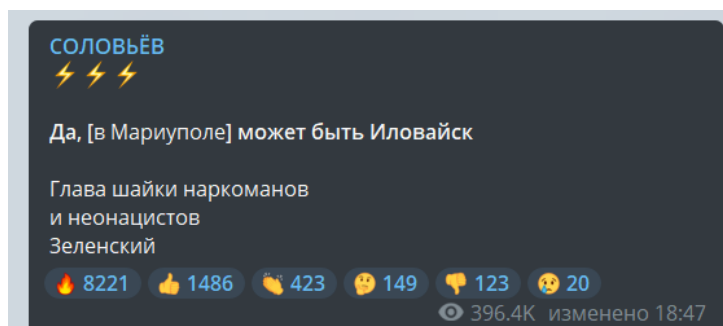 СОЛОВЬЁВ
⚡⚡⚡
Да, [в Мариуполе] может быть Иловайск
Глава шайки наркоманов
и неонацистов
Зеленский
🔥 8221 👍 1486 👏 423 🤔 149 👎 123 😢 20
396.4K изменено 18:47